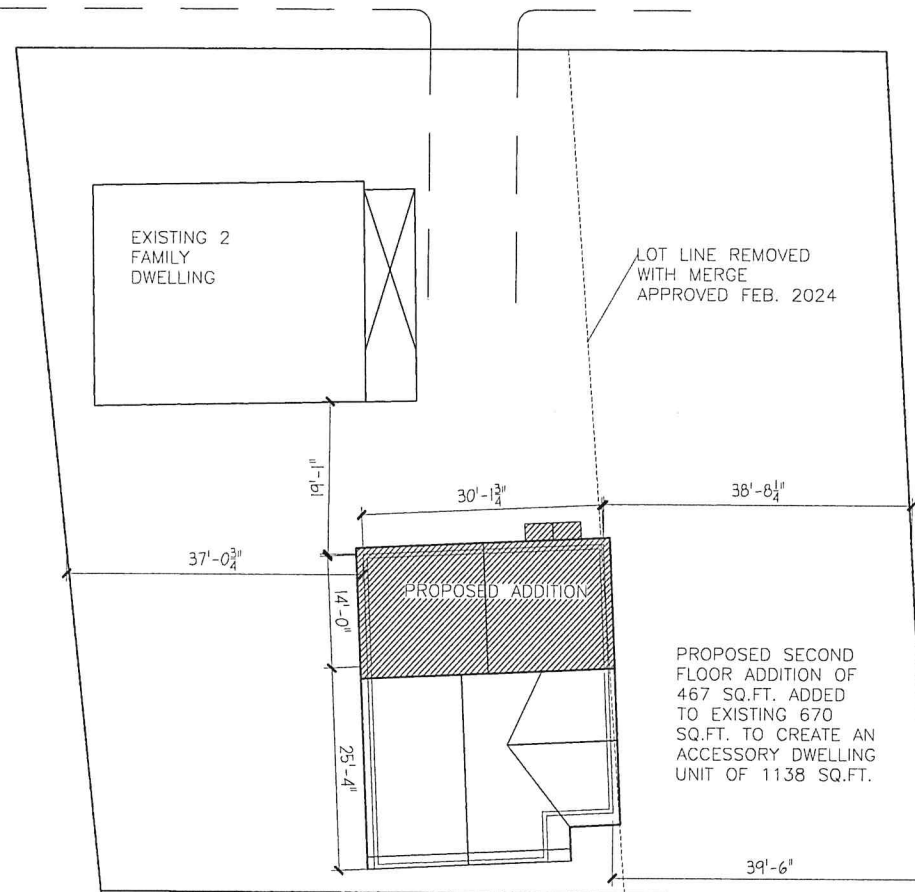 EXISTING 2
FAMILY
DWELLING
LOT LINE REMOVED
WITH MERGE
APPROVED FEB. 2024
19'-1"
30'-1¾"
38'-8¼"
37'-0¾"
14'-0"
PROPOSED ADDITION
PROPOSED SECOND
FLOOR ADDITION OF
467 SQ.FT. ADDED
TO EXISTING 670
SQ.FT. TO CREATE AN
ACCESSORY DWELLING
UNIT OF 1138 SQ.FT.
25'-4"
39'-6"